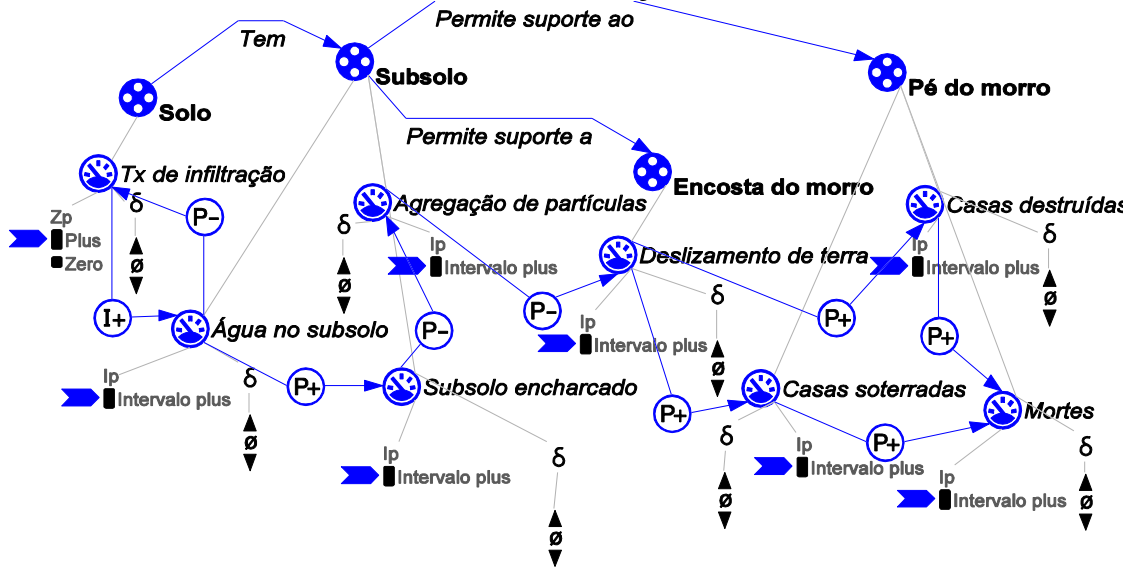 Permite suporte ao
Tem
Subsolo
Pé do morro
Solo
Permite suporte a
Tx de infiltração
Encosta do morro
δ
Agregação de partículas
Casas destruídas
Zp
P-
Plus
Zero
ø
δ
Ip
Intervalo plus
ø
Deslizamento de terra
δ
Ip
Intervalo plus
ø
I+
Água no subsolo
P-
P-
δ
Ip
Intervalo plus
ø
P+
P+
Ip
Intervalo plus
δ
ø
P+
Subsolo encharcado
Casas soterradas
P+
Mortes
P+
Ip
Intervalo plus
δ
ø
δ
ø
Ip
Intervalo plus
Ip
Intervalo plus
δ
ø